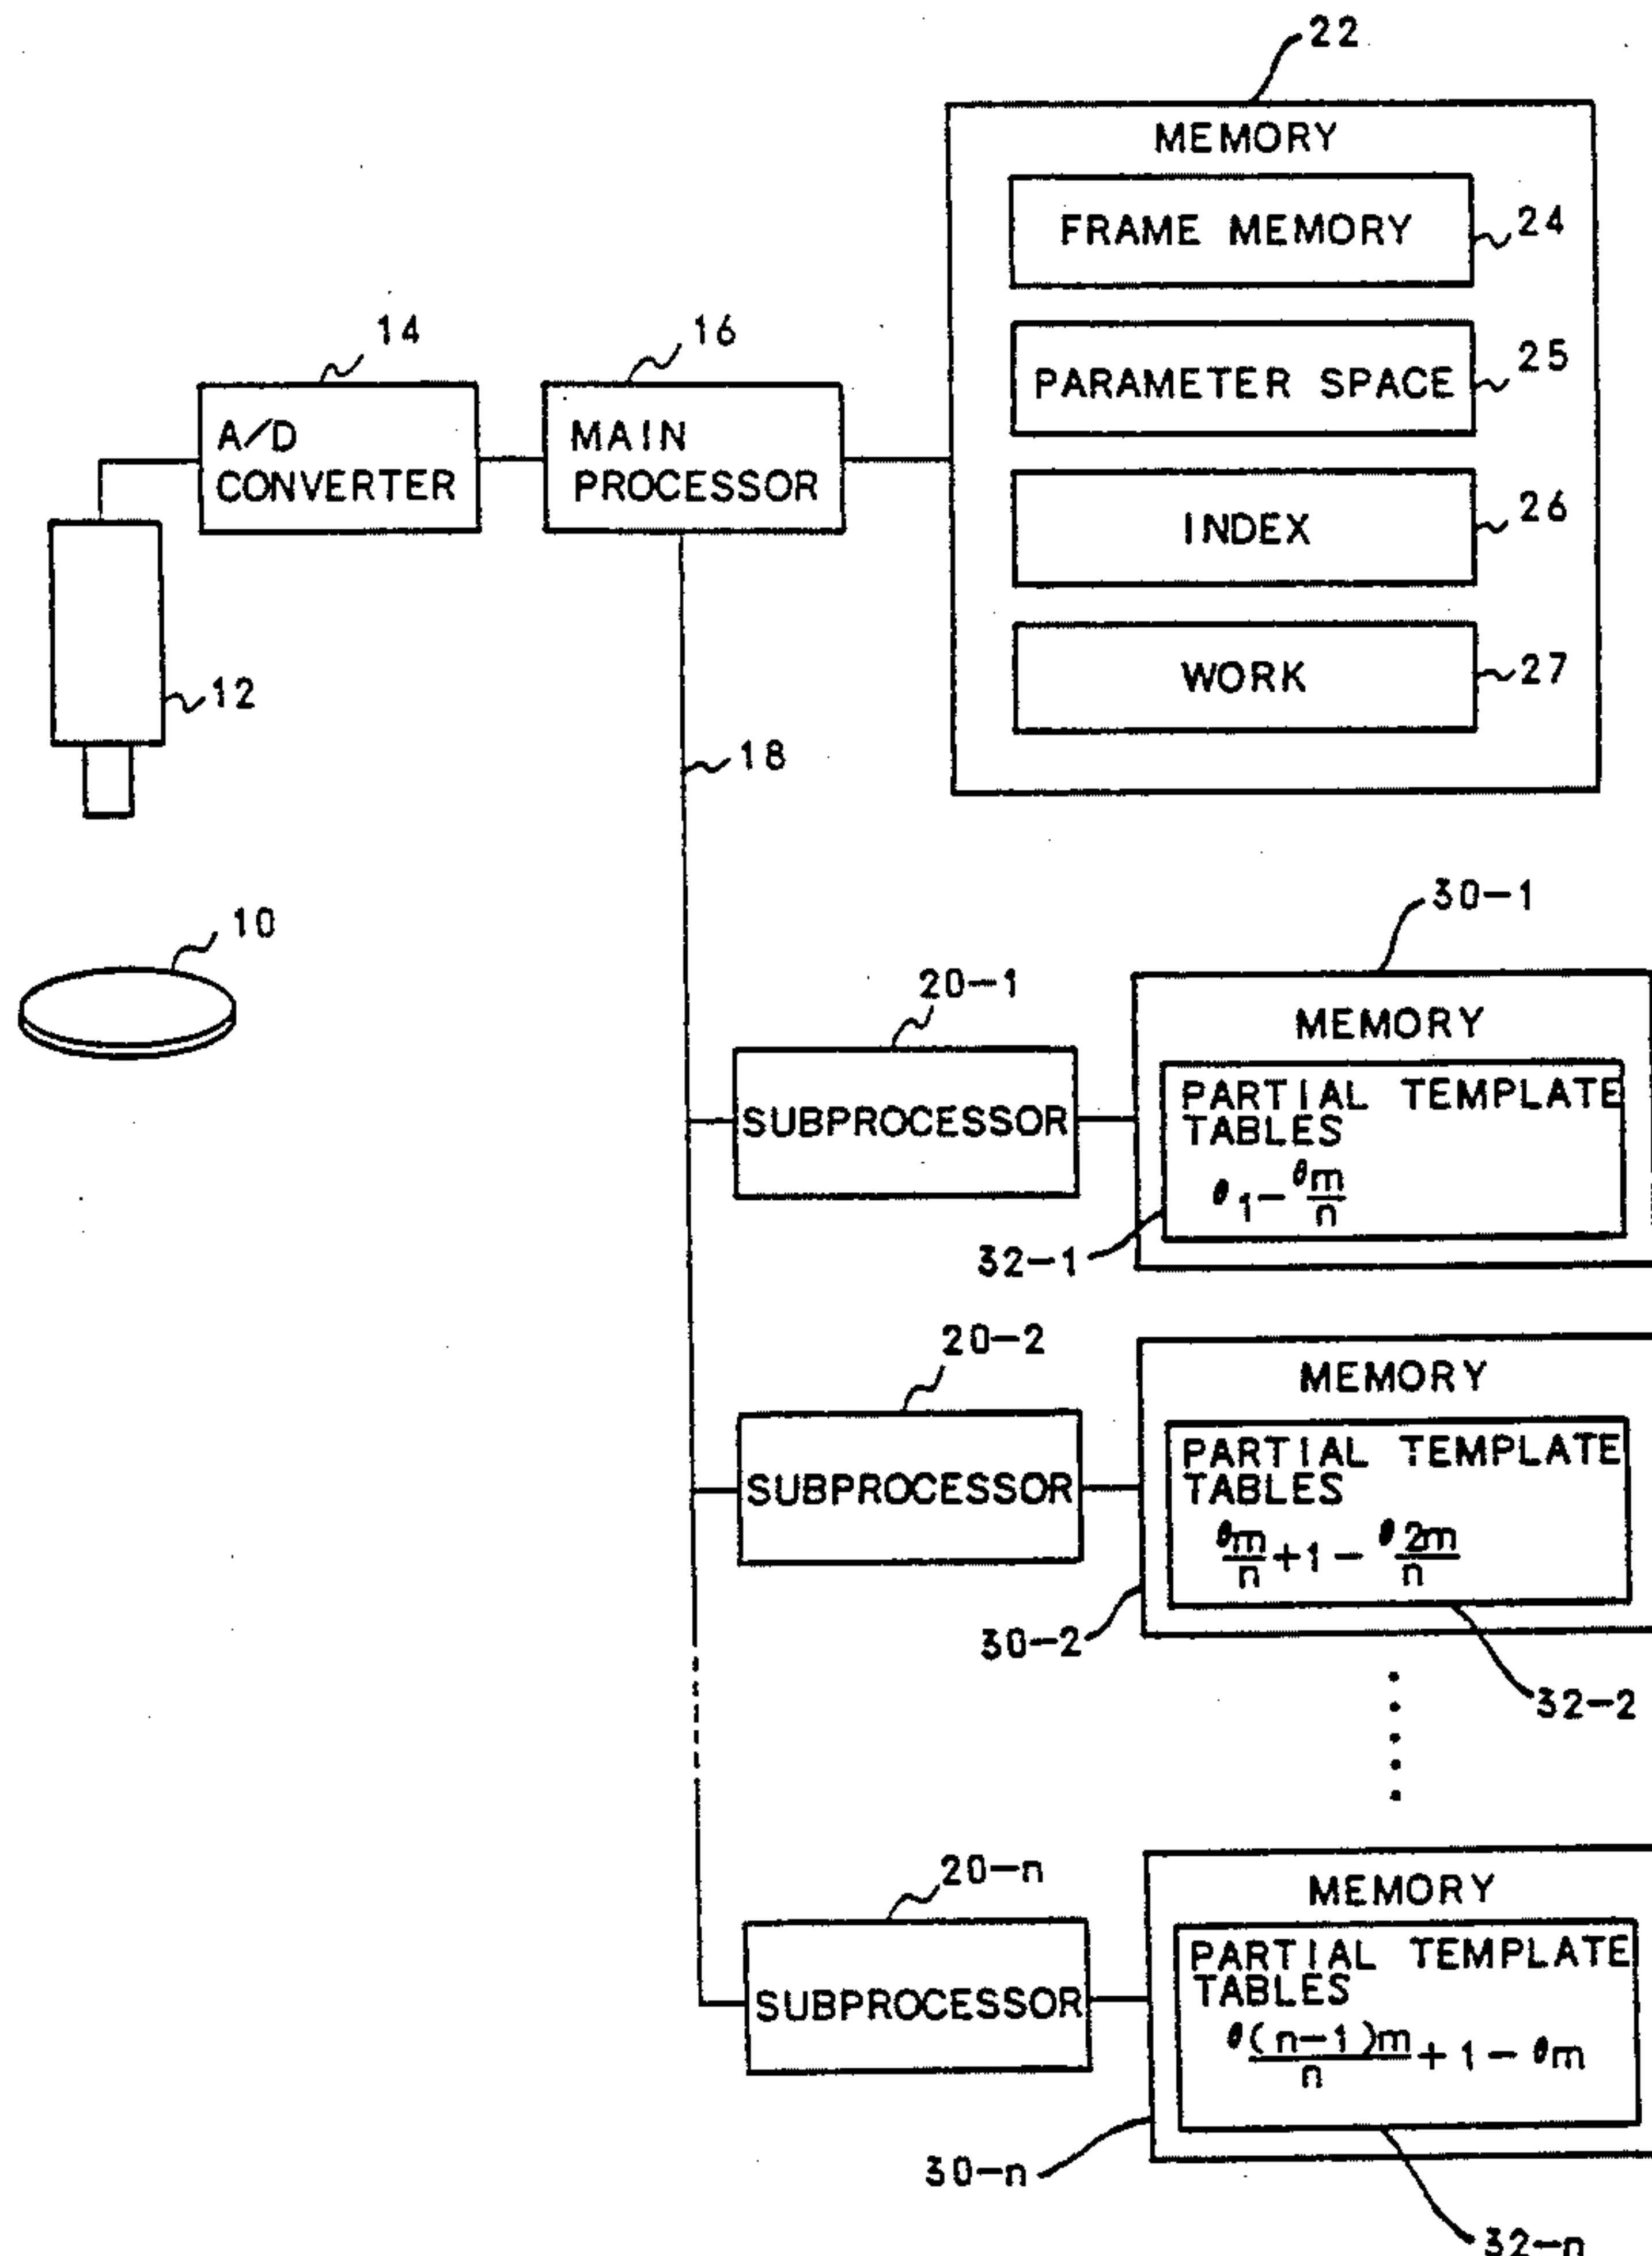 22
MEMORY
FRAME MEMORY
24
PARAMETER SPACE
25
INDEX
26
WORK
27
14
A/D
CONVERTER
16
MAIN
PROCESSOR
12
18
10
30-1
20-1
MEMORY
SUBPROCESSOR
PARTIAL TEMPLATE
TABLES
θ1-θm/n
32-1
20-2
MEMORY
SUBPROCESSOR
PARTIAL TEMPLATE
TABLES
θm/n+1-θ2m/n
30-2
32-2
20-n
MEMORY
SUBPROCESSOR
PARTIAL TEMPLATE
TABLES
θ(n-1)m/n+1-θm
30-n
32-n